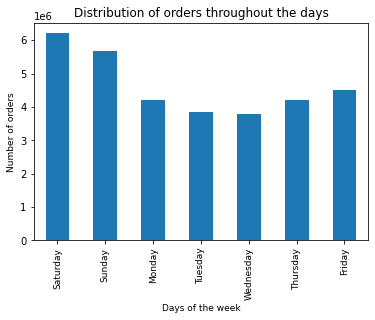 Distribution of orders throughout the days
1e6
6
5
4
3
2
1
0
Number of orders
Saturday
Sunday
Monday
Tuesday
Wednesday
Thursday
Friday
Days of the week